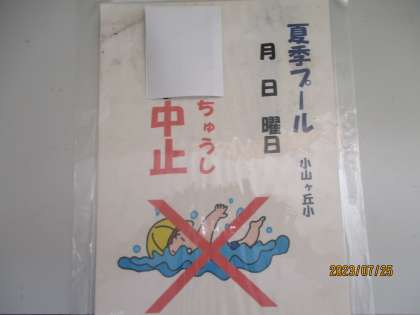 夏季プール
小山ヶ丘小
月 日 曜日
ちゅうし
中止
2023/07/25